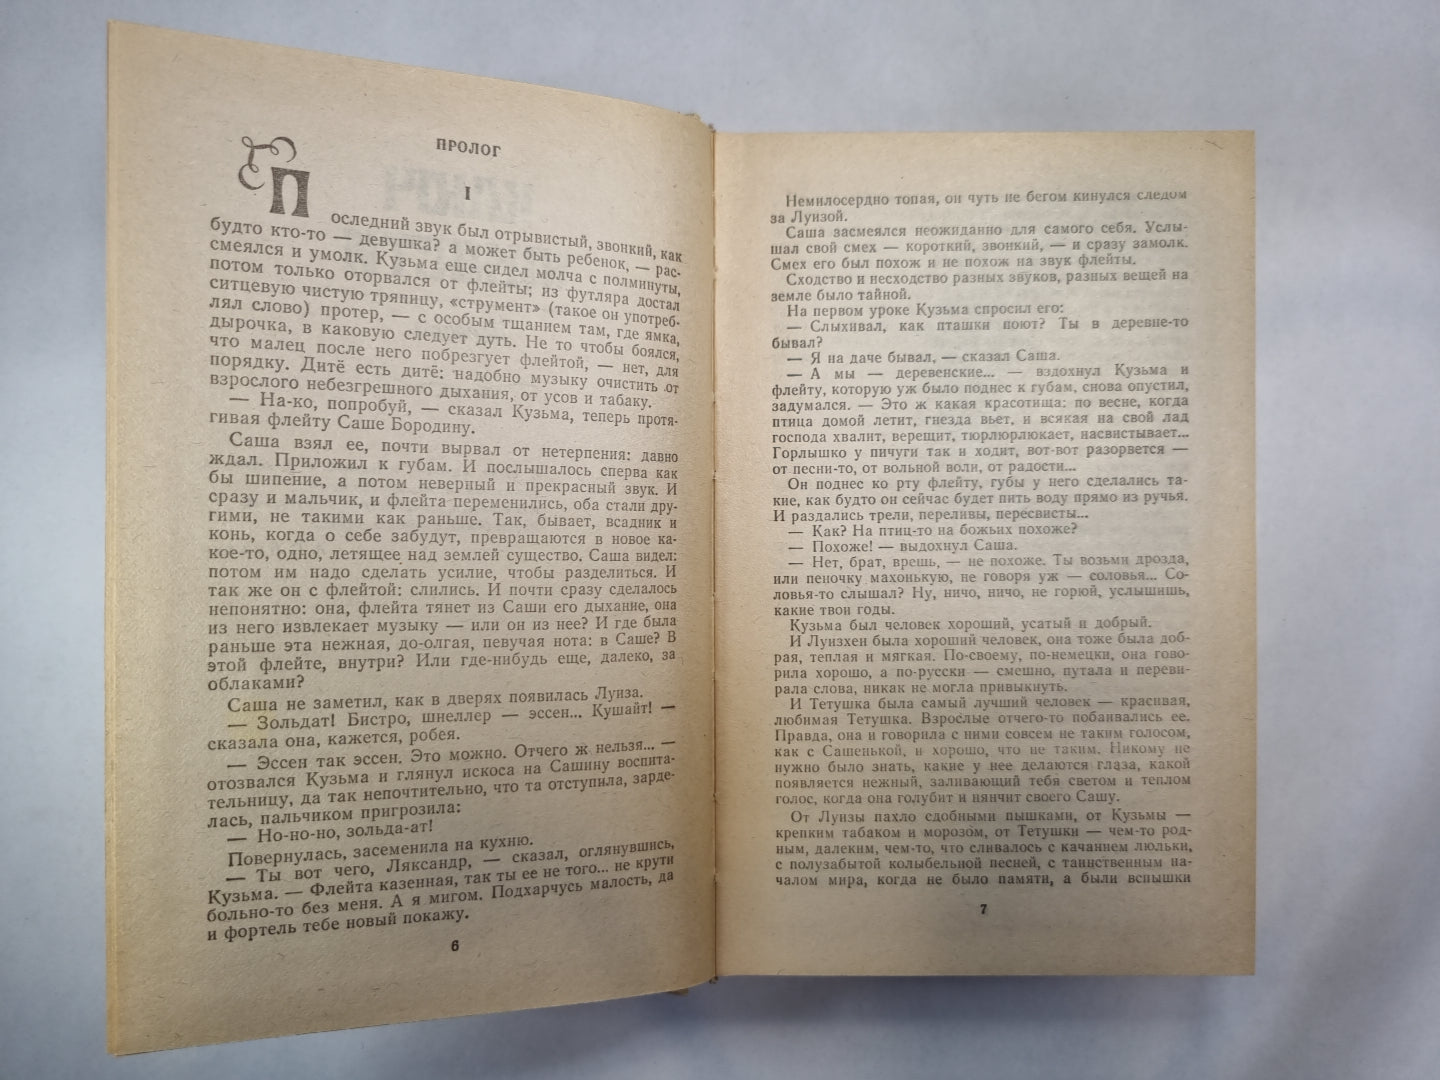 ПРОЛОГ
I
Последний звук был отрывистый, звонкий, как
будто кто-то — девушка? а может быть ребенок, — рас-
смеялся и умолк. Кузьма еще сидел молча с полминуты,
потом только оторвался от флейты; из футляра достал
ситцевую чистую тряпицу, «струмент» (такое он употреб-
лял слово) протер, — с особым тщанием там, где ямка,
дырочка, в каковую следует дуть. Не то чтобы боялся,
что малец после него побрезгует флейтой, — нет, для
порядку. Дитё есть дитё: надобно музыку очистить от
взрослого небезгрешного дыхания, от усов и табаку.
— На-ко, попробуй, — сказал Кузьма, теперь протя-
гивая флейту Саше Бородину.
Саша взял ее, почти вырвал от нетерпения: давно
ждал. Приложил к губам. И послышалось сперва как
бы шипение, а потом неверный и прекрасный звук. И
сразу и мальчик, и флейта переменились, оба стали дру-
гими, не такими как раньше. Так, бывает, всадник и
конь, когда о себе забудут, превращаются в новое ка-
кое-то, одно, летящее над землей существо. Саша видел:
потом им надо сделать усилие, чтобы разделиться. И
так же он с флейтой: слились. И почти сразу сделалось
непонятно: она, флейта тянет из Саши его дыхание, она
из него извлекает музыку — или он из нее? И где была
раньше эта нежная, до-олгая, певучая нота: в Саше? В
этой флейте, внутри? Или где-нибудь еще, далеко, за
облаками?
Саша не заметил, как в дверях появилась Луиза.
— Зольдат! Бистро, шнеллер — эссен... Кушайт! —
сказала она, кажется, робея.
— Эссен так эссен. Это можно. Отчего ж нельзя... —
отозвался Кузьма и глянул искоса на Сашину воспита-
тельницу, да так непочтительно, что та отступила, зарде-
лась, пальчиком пригрозила:
— Но-но-но, зольда-ат!
Повернулась, засеменила на кухню.
— Ты вот чего, Ляксандр, — сказал, оглянувшись,
Кузьма. — Флейта казенная, так ты ее не того... не крути
больно-то без меня. А я мигом. Подхарчусь малость, да
и фортель тебе новый покажу.
6
Немилосердно топая, он чуть не бегом кинулся следом
за Луизой.
Саша засмеялся неожиданно для самого себя. Услы-
шал свой смех — короткий, звонкий, — и сразу замолк.
Смех его был похож и не похож на звук флейты.
Сходство и несходство разных звуков, разных вещей на
земле было тайной.
На первом уроке Кузьма спросил его:
— Слыхивал, как пташки поют? Ты в деревне-то
бывал?
— Я на даче бывал, — сказал Саша.
— А мы — деревенские... — вздохнул Кузьма и
флейту, которую уж было поднес к губам, снова опустил,
задумался. — Это ж какая красотища: по весне, когда
птица домой летит, гнезда вьет, и всякая на свой лад
господа хвалит, верещит, тюрлюрлюкает, насвистывает...
Горлышко у пичуги так и ходит, вот-вот разорвется —
от песни-то, от вольной воли, от радости...
Он поднес ко рту флейту, губы у него сделались та-
кие, как будто он сейчас будет пить воду прямо из ручья.
И раздались трели, переливы, пересвисты...
— Как? На птиц-то на божьих похоже?
— Похоже! — выдохнул Саша.
— Нет, брат, врешь, — не похоже. Ты возьми дрозда,
или пеночку махонькую, не говоря уж — соловья... Со-
ловья-то слышал? Ну, ничо, ничо, не горюй, услышишь,
какие твои годы.
Кузьма был человек хороший, усатый и добрый.
И Луизхен была хороший человек, она тоже была доб-
рая, теплая и мягкая. По-своему, по-немецки, она гово-
рила хорошо, а по-русски — смешно, путала и переви-
рала слова, никак не могла привыкнуть.
И Тетушка была самый лучший человек — красивая,
любимая Тетушка. Взрослые отчего-то побаивались ее.
Правда, она и говорила с ними совсем не таким голосом,
как с Сашенькой, и хорошо, что не таким. Никому не
нужно было знать, какие у нее делаются глаза, какой
появляется нежный, заливающий тебя светом и теплом
голос, когда она голубит и нянчит своего Сашу.
От Луизы пахло сдобными пышками, от Кузьмы —
крепким табаком и морозом, от Тетушки — чем-то род-
ным, далеким, чем-то, что сливалось с качанием люльки,
с полузабытой колыбельной песней, с таинственным на-
чалом мира, когда не было памяти, а были вспышки
7